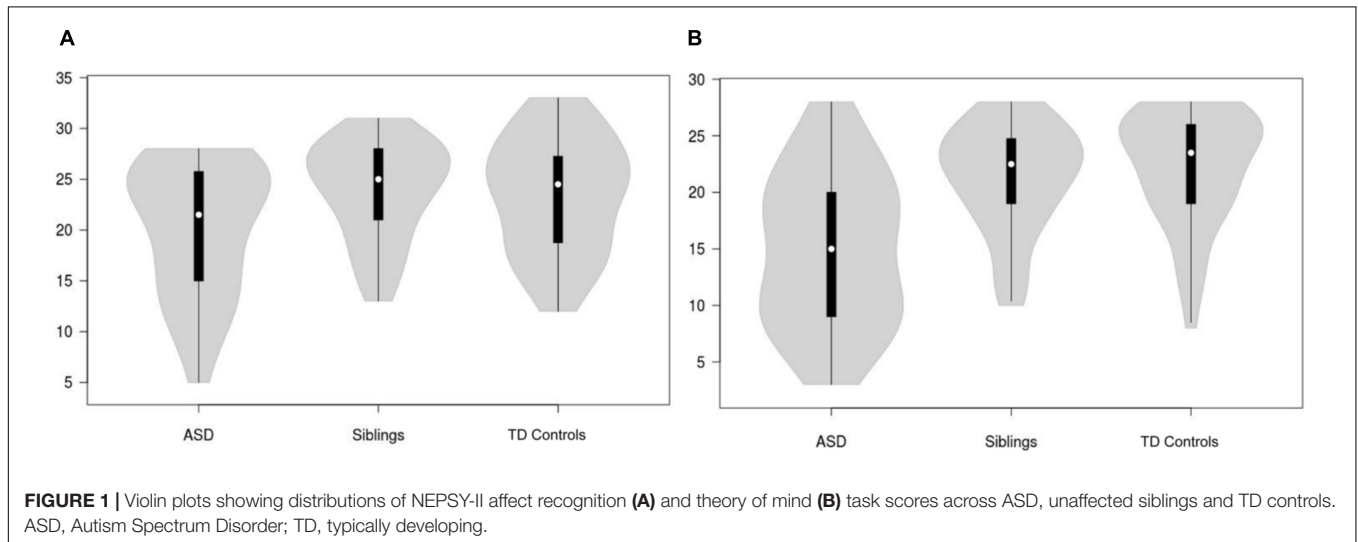 A
B
35
30
25
20
15
10
5
ASD
Siblings
TD Controls
30
25
20
15
10
5
ASD
Siblings
TD Controls
FIGURE 1 | Violin plots showing distributions of NEPSY-II affect recognition (A) and theory of mind (B) task scores across ASD, unaffected siblings and TD controls.
ASD, Autism Spectrum Disorder; TD, typically developing.